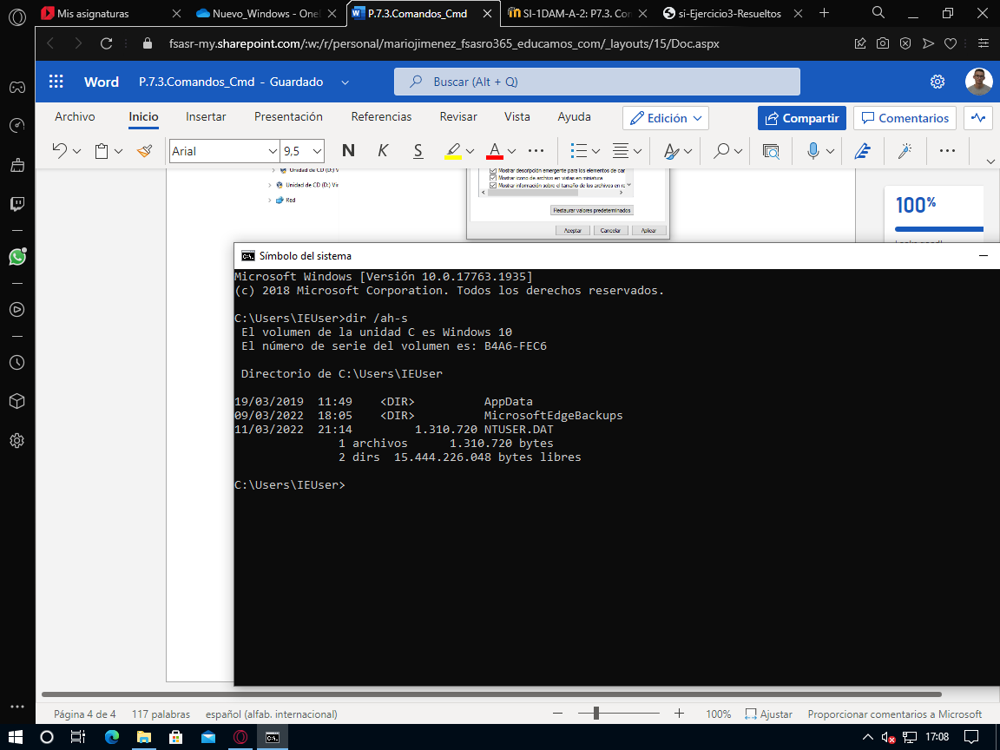 Mis asignaturas
Nuevo_Windows - OneD
P.7.3.Comandos_Cmd
SI-1DAM-A-2: P7.3. Cor
si-Ejercicio3-Resueltos
fsasr-my.sharepoint.com/:w:/r/personal/mariojimenez_fsasro365_educamos_com/_layouts/15/Doc.aspx
Word P.7.3.Comandos_Cmd - Guardado
Buscar (Alt + Q)
Archivo Inicio Insertar Presentación Referencias Revisar Vista Ayuda Edición Compartir Comentarios
Arial 9,5 N K S A
Unidad de CD (D:) V
Unidad de CD (D:) Vir
Red
Mostrar descripción emergente para los elementos de car
Mostrar icono de archivo en vistas en miniatura
Mostrar información sobre el tamaño de los archivos en re
Restaurar valores predeterminados
Aceptar Cancelar Aplicar
100%
Símbolo del sistema
Microsoft Windows [Versión 10.0.17763.1935]
(c) 2018 Microsoft Corporation. Todos los derechos reservados.
C:\Users\IEUser>dir /ah-s
El volumen de la unidad C es Windows 10
El número de serie del volumen es: B4A6-FEC6
Directorio de C:\Users\IEUser
19/03/2019 11:49 <DIR> AppData
09/03/2022 18:05 <DIR> MicrosoftEdgeBackups
11/03/2022 21:14 1.310.720 NTUSER.DAT
1 archivos 1.310.720 bytes
2 dirs 15.444.226.048 bytes libres
C:\Users\IEUser>
Página 4 de 4 117 palabras español (alfab. internacional) 100% Ajustar Proporcionar comentarios a Microsoft
17:08